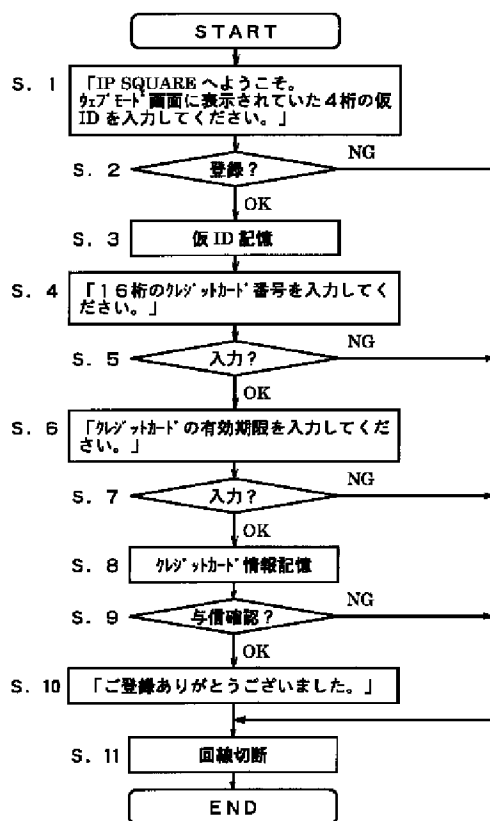 START
S. 1
「IP SQUARE へようこそ。
ｳｪﾌﾞﾓｰﾄﾞ画面に表示されていた4桁の仮
ID を入力してください。」
S. 2
登録？
NG
OK
S. 3
仮 ID 記憶
S. 4
「１６桁のｸﾚｼﾞｯﾄｶｰﾄﾞ番号を入力してく
ださい。」
S. 5
入力？
NG
OK
S. 6
「ｸﾚｼﾞｯﾄｶｰﾄﾞの有効期限を入力してくだ
さい。」
S. 7
入力？
NG
OK
S. 8
ｸﾚｼﾞｯﾄｶｰﾄﾞ情報記憶
S. 9
与信確認？
NG
OK
S. 10
「ご登録ありがとうございました。」
S. 11
回線切断
END